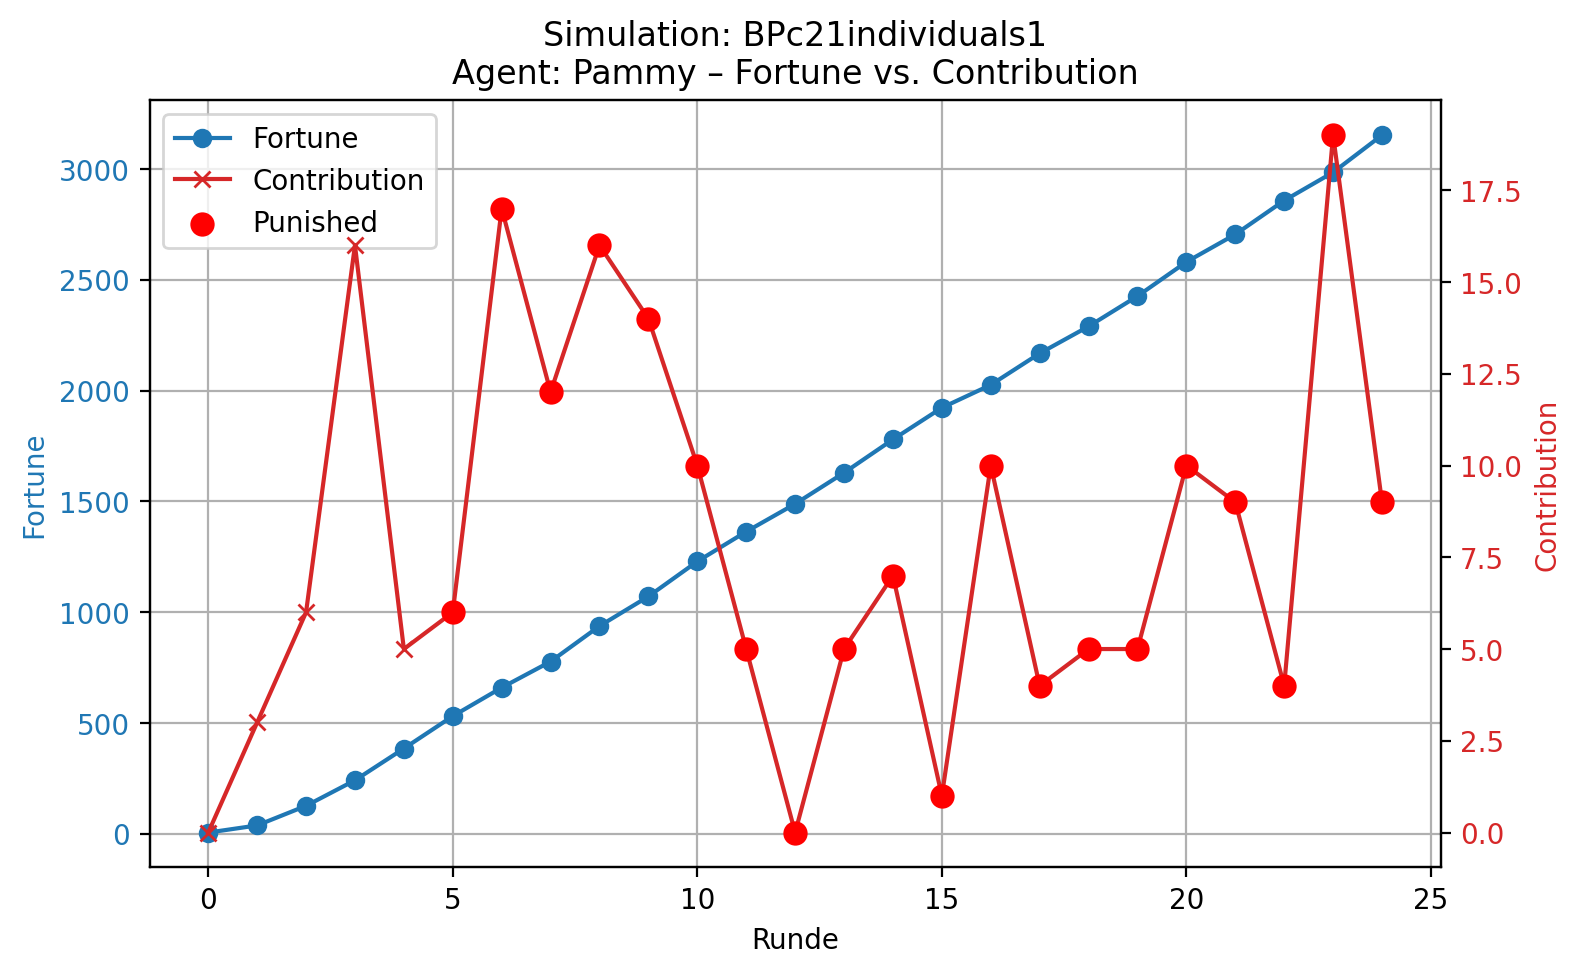 Simulation: BPc21individuals1
Agent: Pammy – Fortune vs. Contribution
Fortune
Contribution
Punished
3000
2500
2000
1500
1000
500
0
Fortune
17.5
15.0
12.5
10.0
7.5
5.0
2.5
0.0
Contribution
0 5 10 15 20 25
Runde